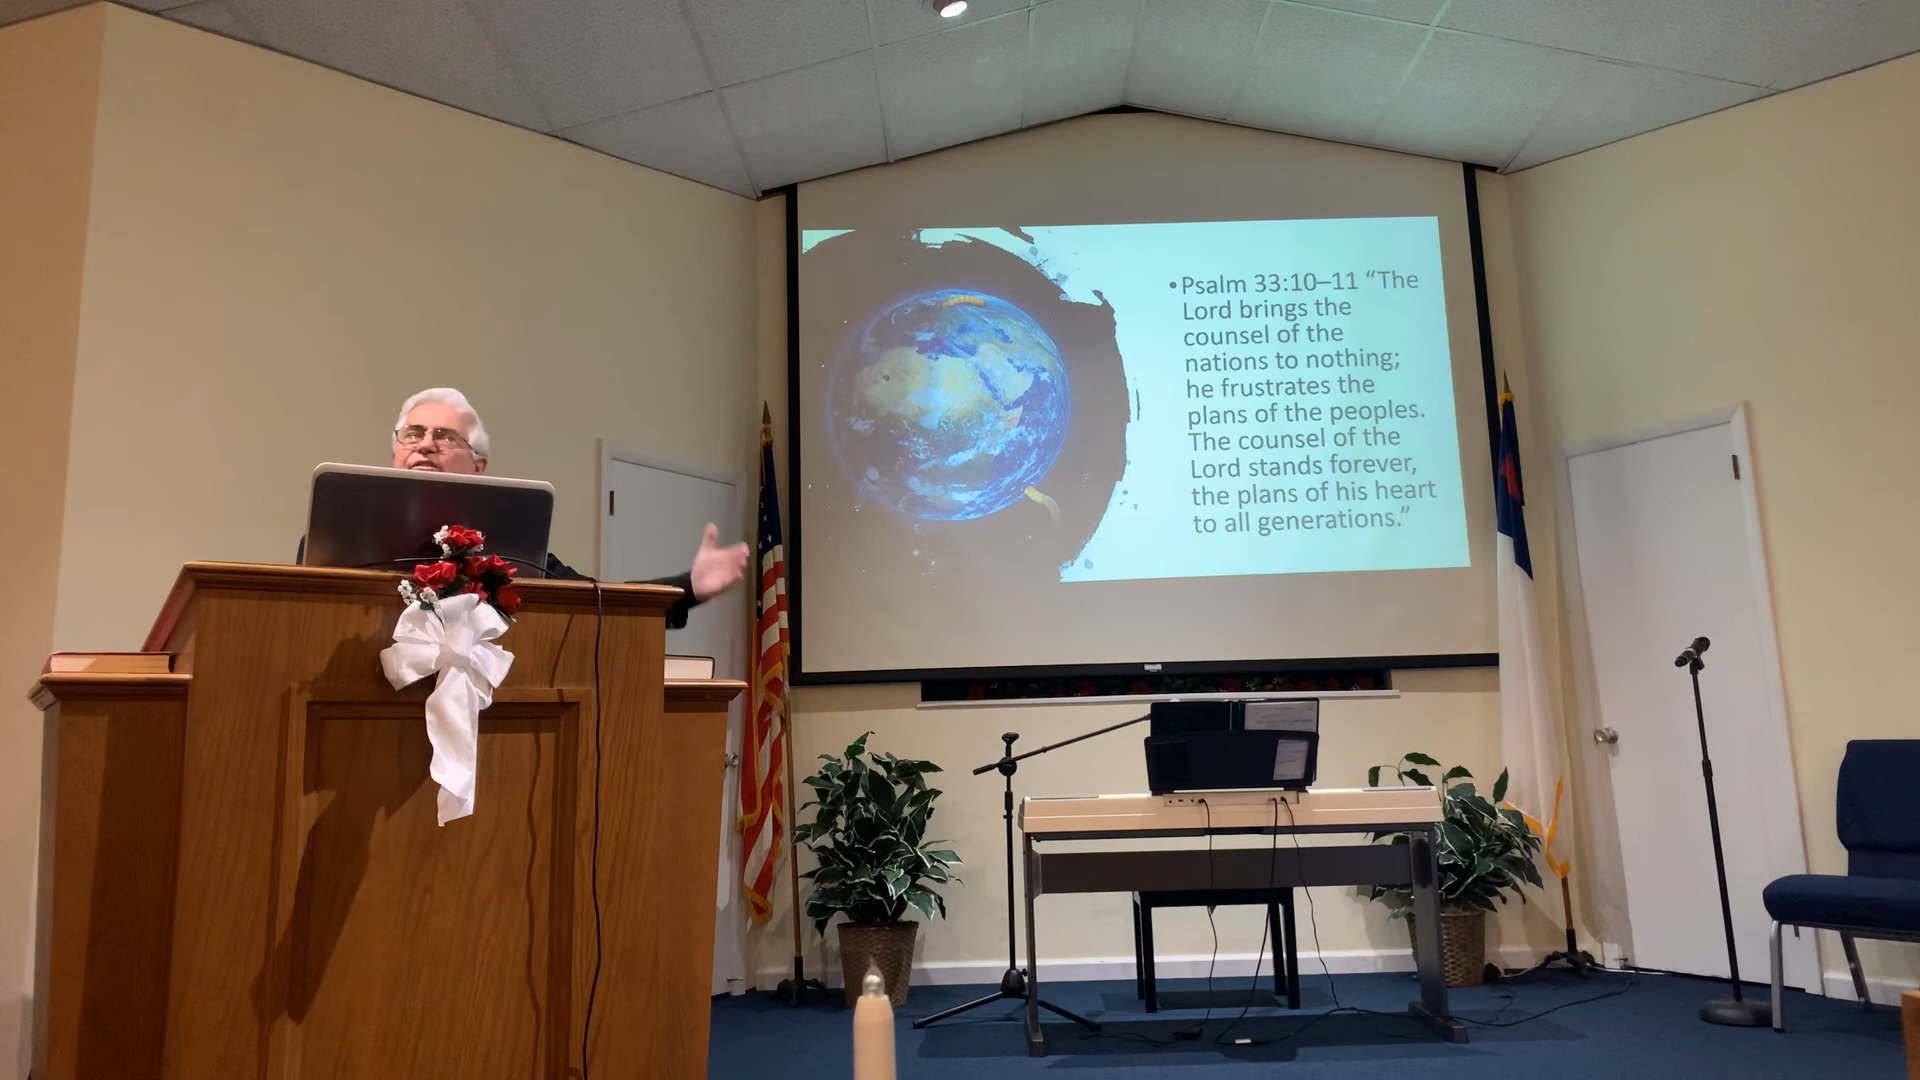 •Psalm 33:10–11 “The
Lord brings the
counsel of the
nations to nothing;
he frustrates the
plans of the peoples.
The counsel of the
Lord stands forever,
the plans of his heart
to all generations.”